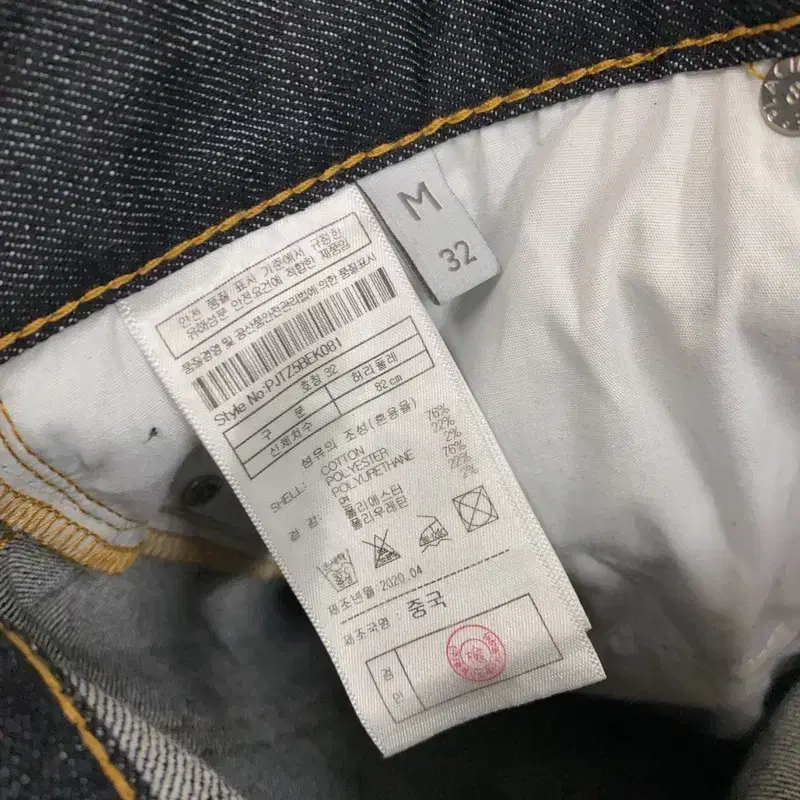 M
32
안전 품질 표시 기준에서 규정한
유해성분 안전요건에 적합한 제품임
품질경영 및 공산품안전관리법에 의한 품질표시
Style No:PJTZ5BEK081
구 분
호칭 32
허리둘레
신체치수
82 cm
섬유의 조성(혼용율)
SHELL: COTTON 76%
POLYESTER 22%
POLYURETHANE 2%
겉 감: 면 76%
폴리에스터 22%
폴리우레탄 2%
손세탁
중성
제조년월 : 2020. 04
제조국명 : 중국
검
인